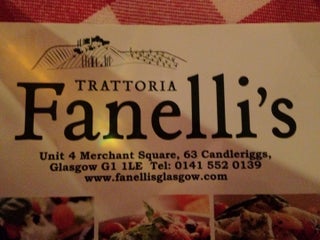 TRATTORIA
Fanelli's
Unit 4 Merchant Square, 63 Candleriggs,
Glasgow G1 1LE Tel: 0141 552 0139
www.fanellisglasgow.com